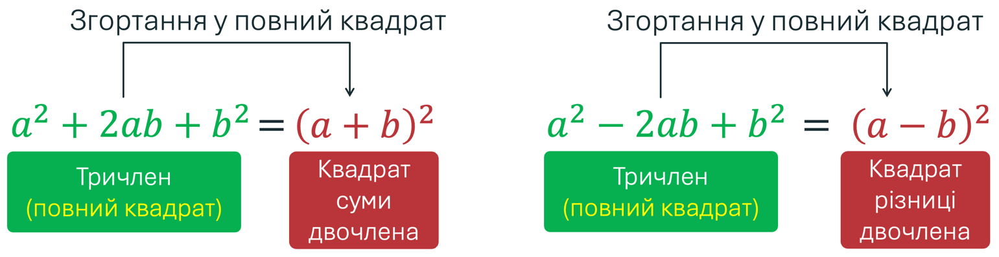 Згортання у повний квадрат
a² + 2ab + b² = (a + b)²
Тричлен
(повний квадрат)
Квадрат
суми
двочлена
Згортання у повний квадрат
a² − 2ab + b² = (a − b)²
Тричлен
(повний квадрат)
Квадрат
різниці
двочлена